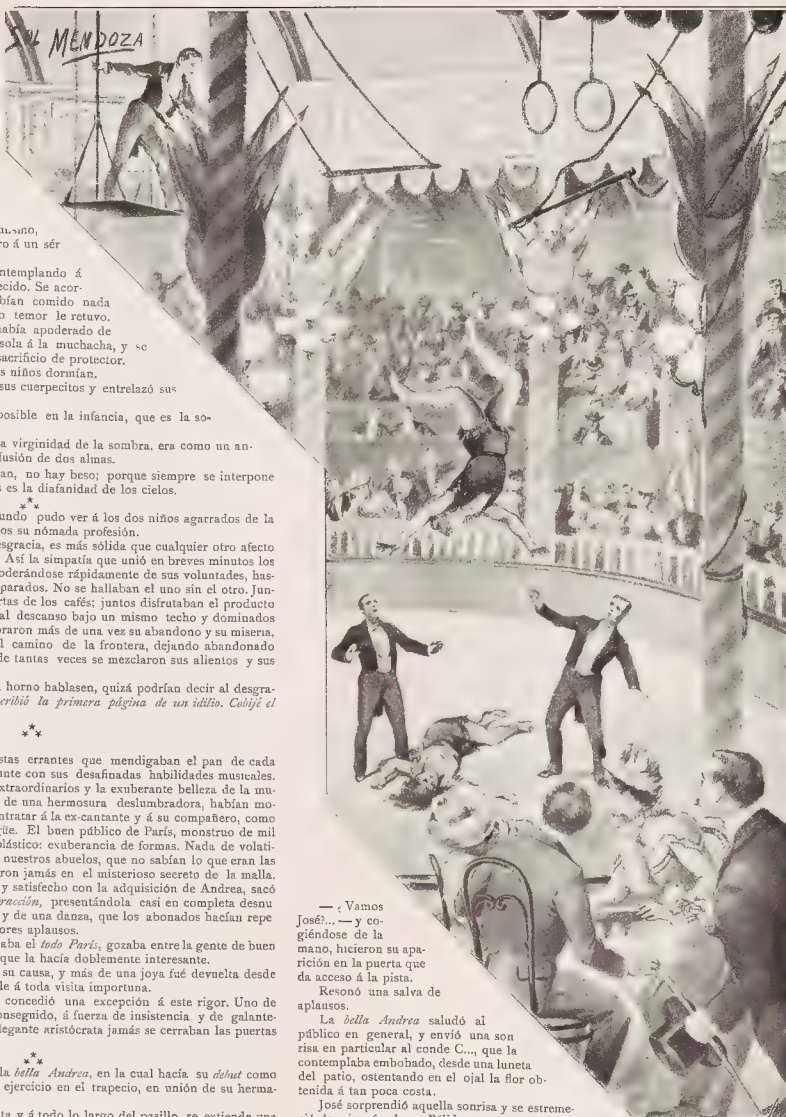 SOL MENDOZA
ro á un sér
ntemplando á
ecido. Se acor-
bían comido nada
o temor le retuvo.
había apoderado de
sola á la muchacha, y se
sacrificio de protector.
s niños dormían.
sus cuerpecitos y entrelazó sus
posible en la infancia, que es la so-
a virginidad de la sombra, era como un an-
fusión de dos almas.
an, no hay beso; porque siempre se interpone
s es la diafanidad de los cielos.
***
undo pudo ver á los dos niños agarrados de la
os su nómada profesión.
esgracia, es más sólida que cualquier otro afecto
Así la simpatía que unió en breves minutos los
oderándose rápidamente de sus voluntades, has-
parados. No se hallaban el uno sin el otro. Jun-
rtas de los cafés; juntos disfrutaban el producto
al descanso bajo un mismo techo y dominados
oraron más de una vez su abandono y su miseria,
l camino de la frontera, dejando abandonado
de tantas veces se mezclaron sus alientos y sus
horno hablasen, quizá podrían decir al desgra-
cribió la primera página de un idilio. Cobijé el
***
stas errantes que mendigaban el pan de cada
nte con sus desafinadas habilidades musicales.
extraordinarios y la exuberante belleza de la mu-
de una hermosura deslumbradora, habían mo-
ntratar á la ex-cantante y á su compañero, como
güe. El buen público de París, monstruo de mil
plástico: exuberancia de formas. Nada de volati-
nuestros abuelos, que no sabían lo que eran las
ron jamás en el misterioso secreto de la malla.
y satisfecho con la adquisición de Andrea, sacó
racción, presentándola casi en completa desnu
y de una danza, que los abonados hacían repe
ores aplausos.
aba el todo París, gozaba entre la gente de buen
que la hacía doblemente interesante.
su causa, y más de una joya fué devuelta desde
le á toda visita importuna.
concedió una excepción á este rigor. Uno de
onseguido, á fuerza de insistencia y de galante-
legante aristócrata jamás se cerraban las puertas
***
la bella Andrea, en la cual hacía su debut como
ejercicio en el trapecio, en unión de su herma-
ta y á todo lo largo del pasillo, se extiende una
— ¿Vamos
José?... — y co-
giéndose de la
mano, hicieron su apa-
rición en la puerta que
da acceso á la pista.
Resonó una salva de
aplausos.
La bella Andrea saludó al
público en general, y envió una son
risa en particular al conde C..., que la
contemplaba embobado, desde una luneta
del patio, ostentando en el ojal la flor ob-
tenida á tan poca costa.
José sorprendió aquella sonrisa y se estreme-